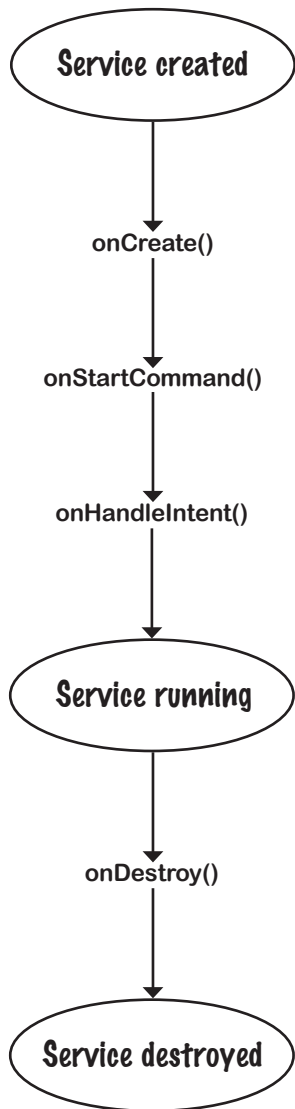 Service created
onCreate()
onStartCommand()
onHandleIntent()
Service running
onDestroy()
Service destroyed